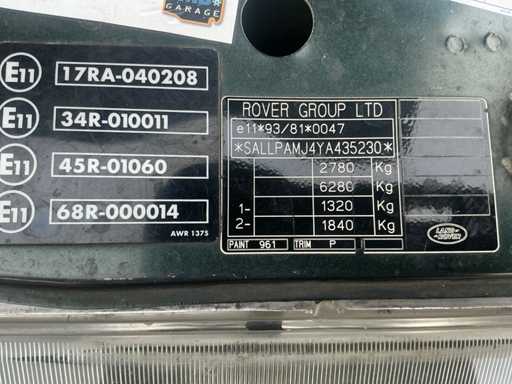 GARAGE
E11 17RA-040208
E11 34R-010011
E11 45R-01060
E11 68R-000014
AWR 1375
ROVER GROUP LTD
e11*93/81*0047
*SALLPAMJ4YA435230*
2780 Kg
6280 Kg
1- 1320 Kg
2- 1840 Kg
PAINT 961 TRIM P
LAND ROVER